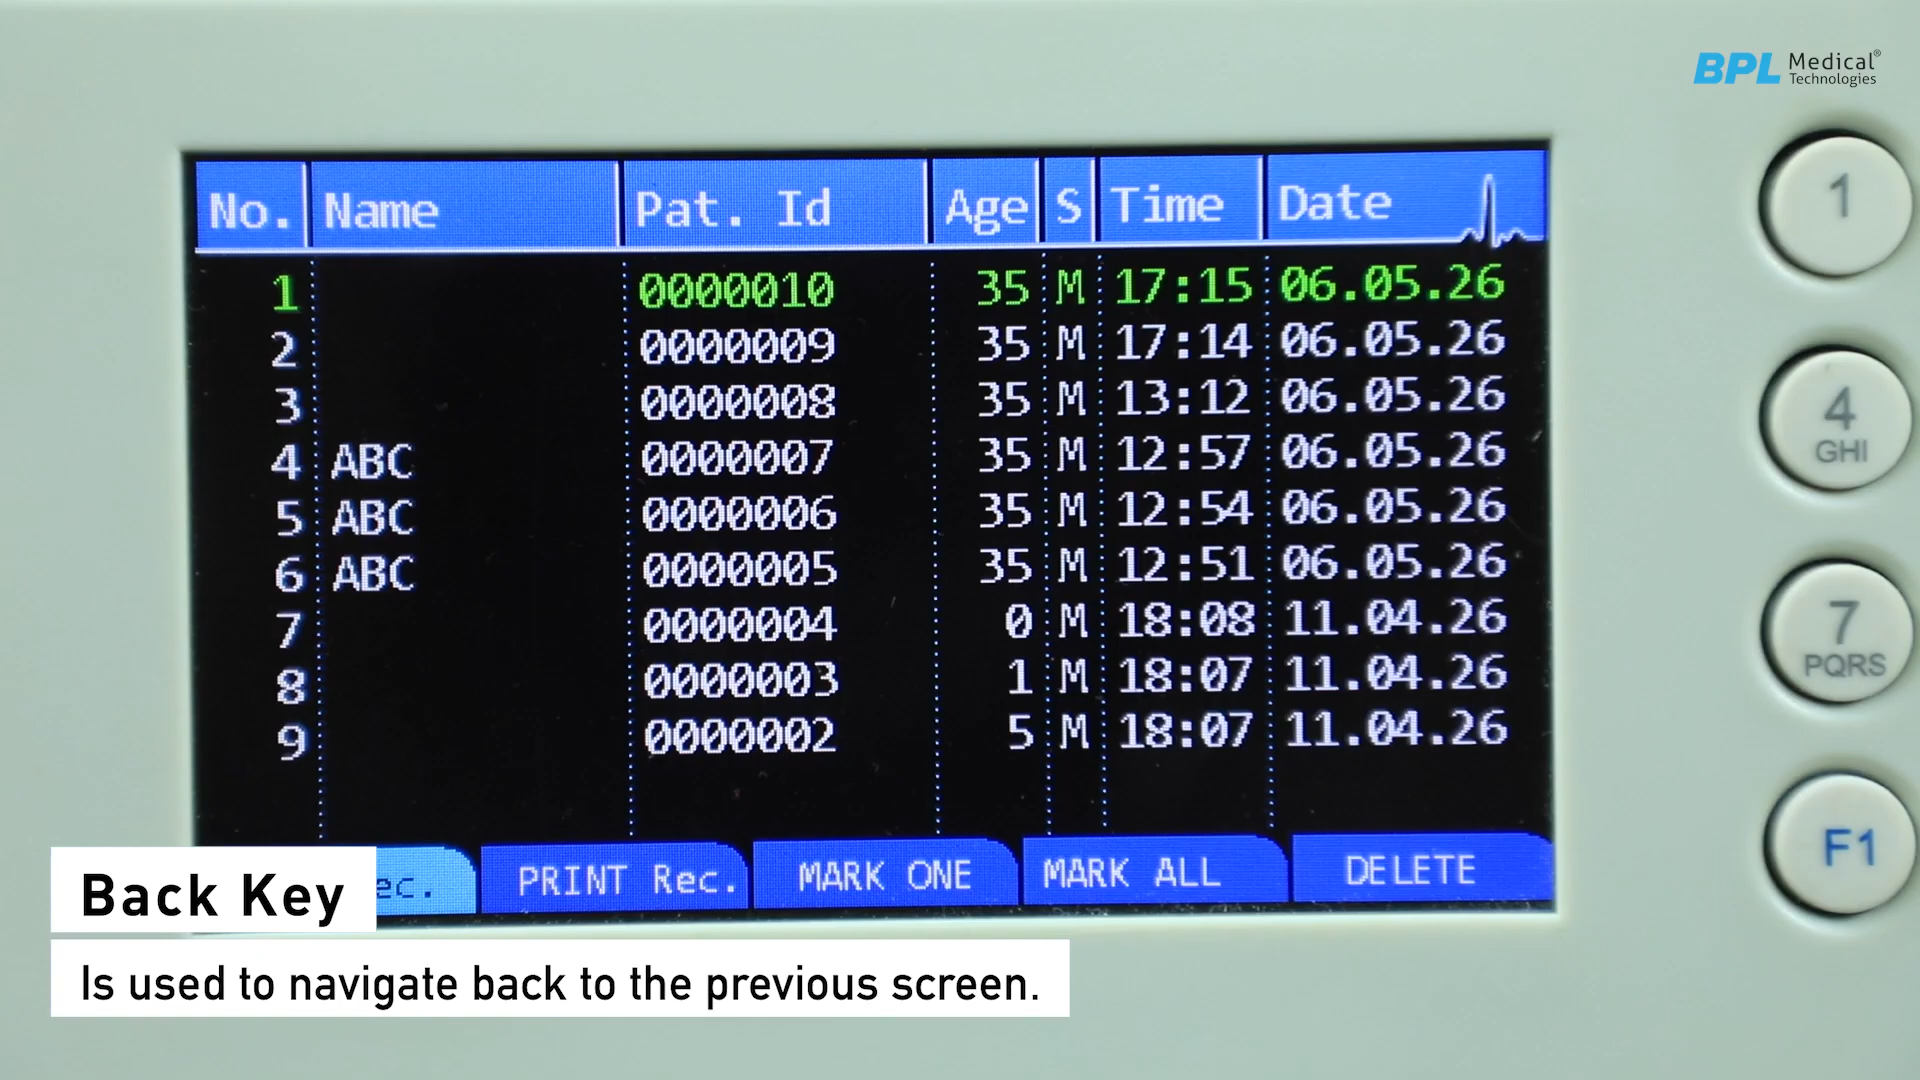 BPL Medical®
Technologies
No. Name Pat. Id Age S Time Date
1 0000010 35 M 17:15 06.05.26
2 0000009 35 M 17:14 06.05.26
3 0000008 35 M 13:12 06.05.26
4 ABC 0000007 35 M 12:57 06.05.26
5 ABC 0000006 35 M 12:54 06.05.26
6 ABC 0000005 35 M 12:51 06.05.26
7 0000004 0 M 18:08 11.04.26
8 0000003 1 M 18:07 11.04.26
9 0000002 5 M 18:07 11.04.26
ec. PRINT Rec. MARK ONE MARK ALL DELETE
1
4
GHI
7
PQRS
F1
Back Key
Is used to navigate back to the previous screen.